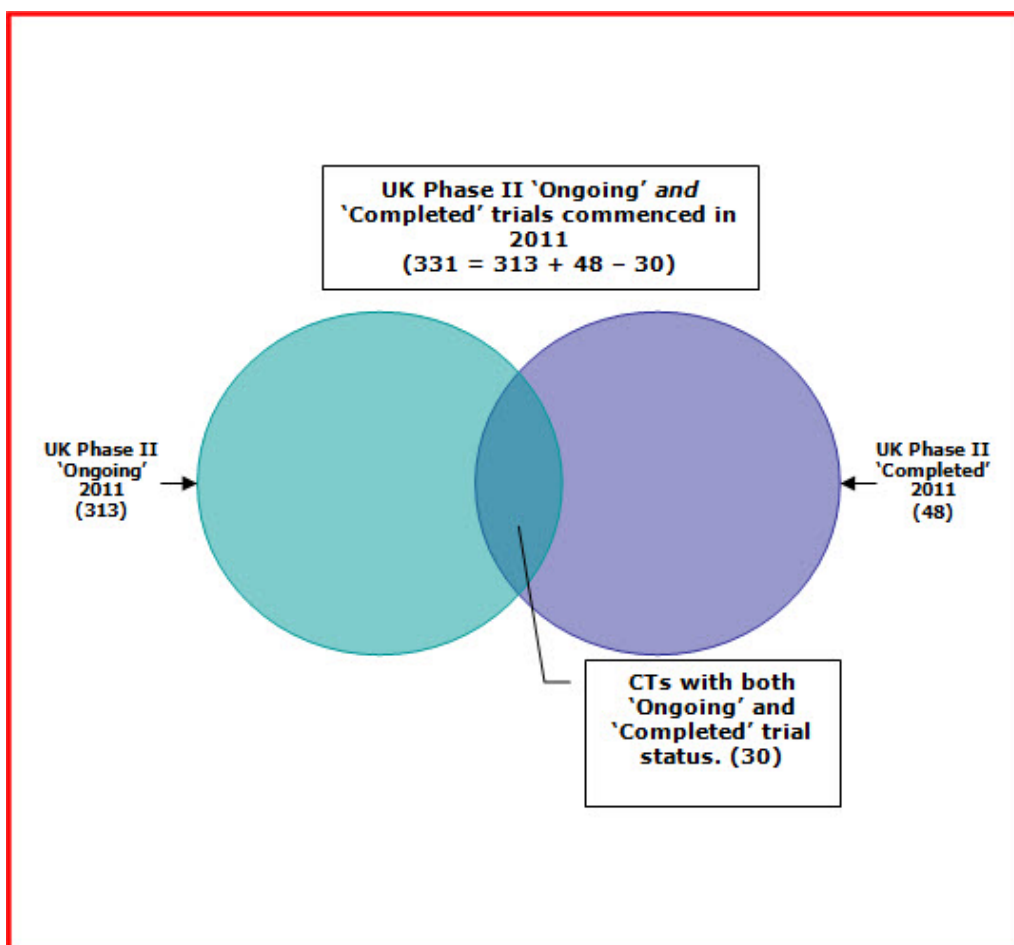 UK Phase II ‘Ongoing’ and
‘Completed’ trials commenced in
2011
(331 = 313 + 48 – 30)
UK Phase II
‘Ongoing’
2011
(313)
UK Phase II
‘Completed’
2011
(48)
CTs with both
‘Ongoing’ and
‘Completed’ trial
status. (30)